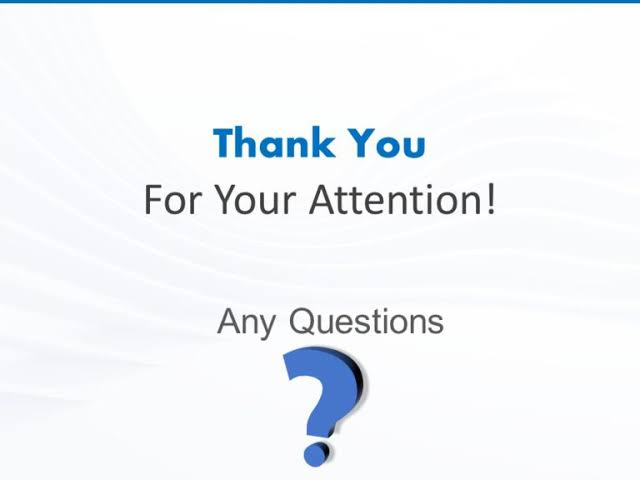 Thank You
For Your Attention!
Any Questions
?